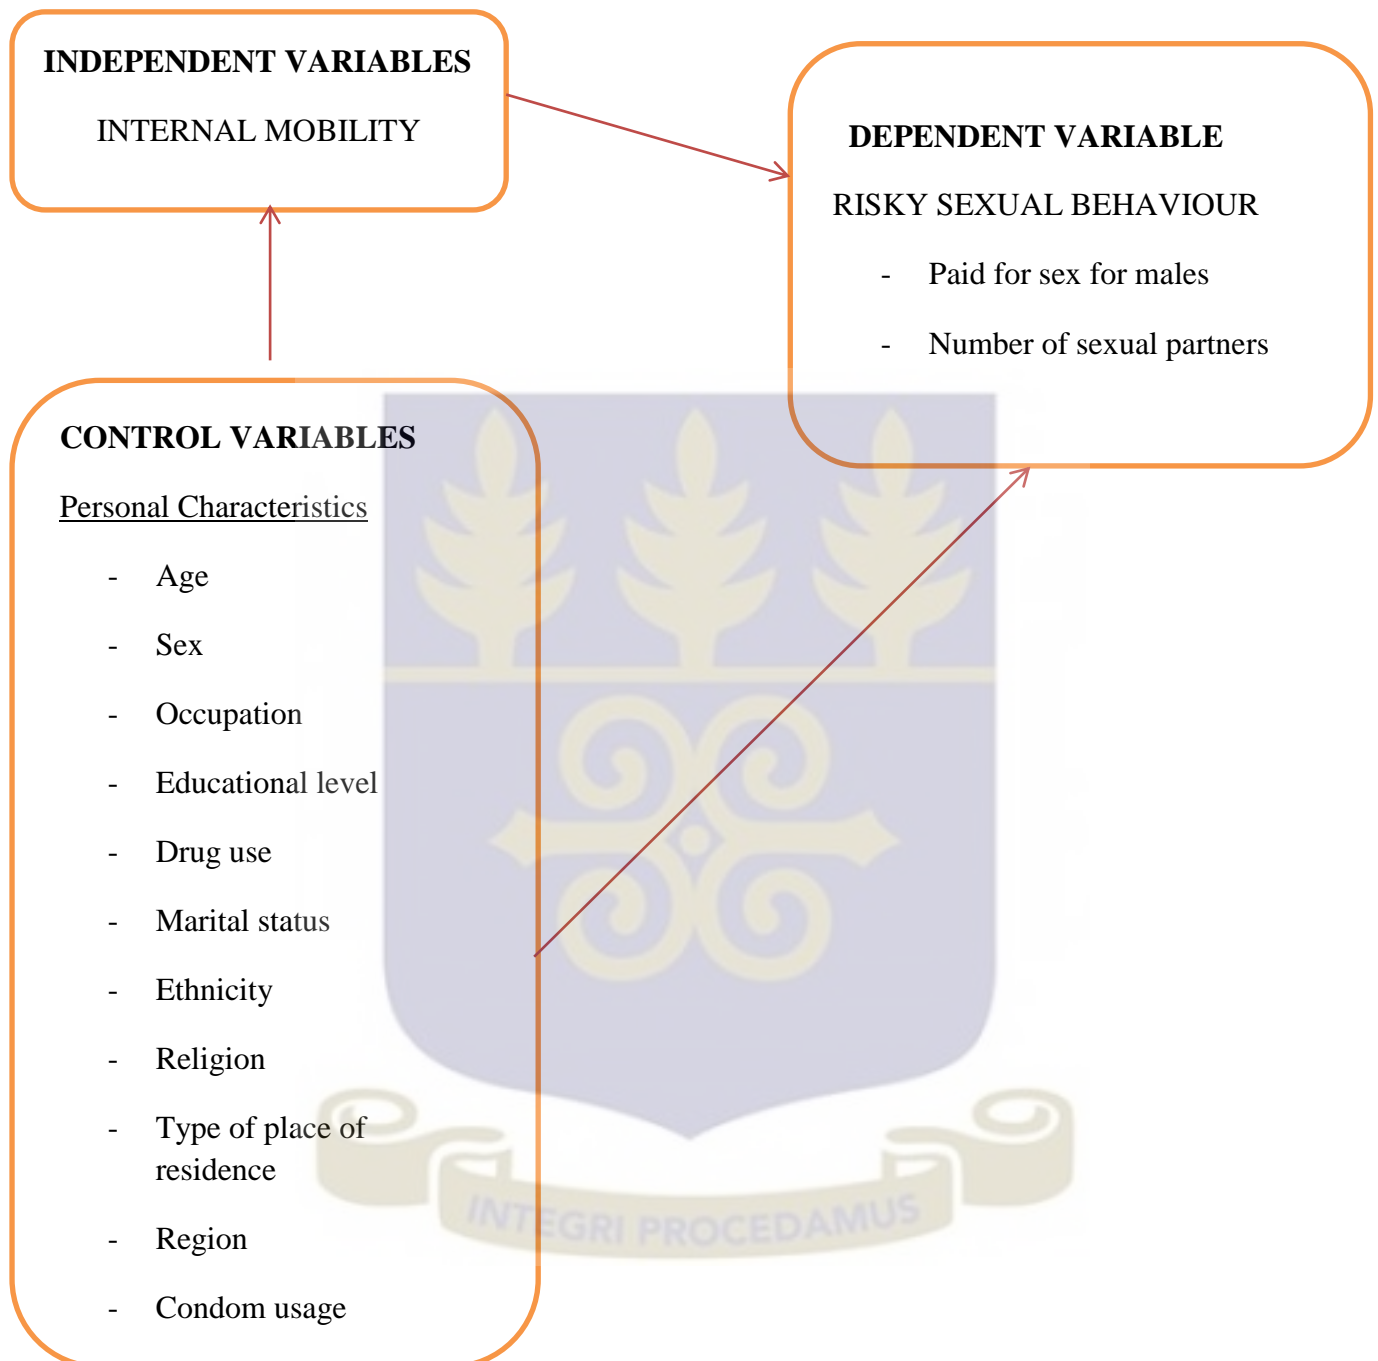 INDEPENDENT VARIABLES
INTERNAL MOBILITY
DEPENDENT VARIABLE
RISKY SEXUAL BEHAVIOUR
- Paid for sex for males
- Number of sexual partners
CONTROL VARIABLES
Personal Characteristics
- Age
- Sex
- Occupation
- Educational level
- Drug use
- Marital status
- Ethnicity
- Religion
- Type of place of
residence
- Region
- Condom usage
INTEGRI PROCEDAMUS